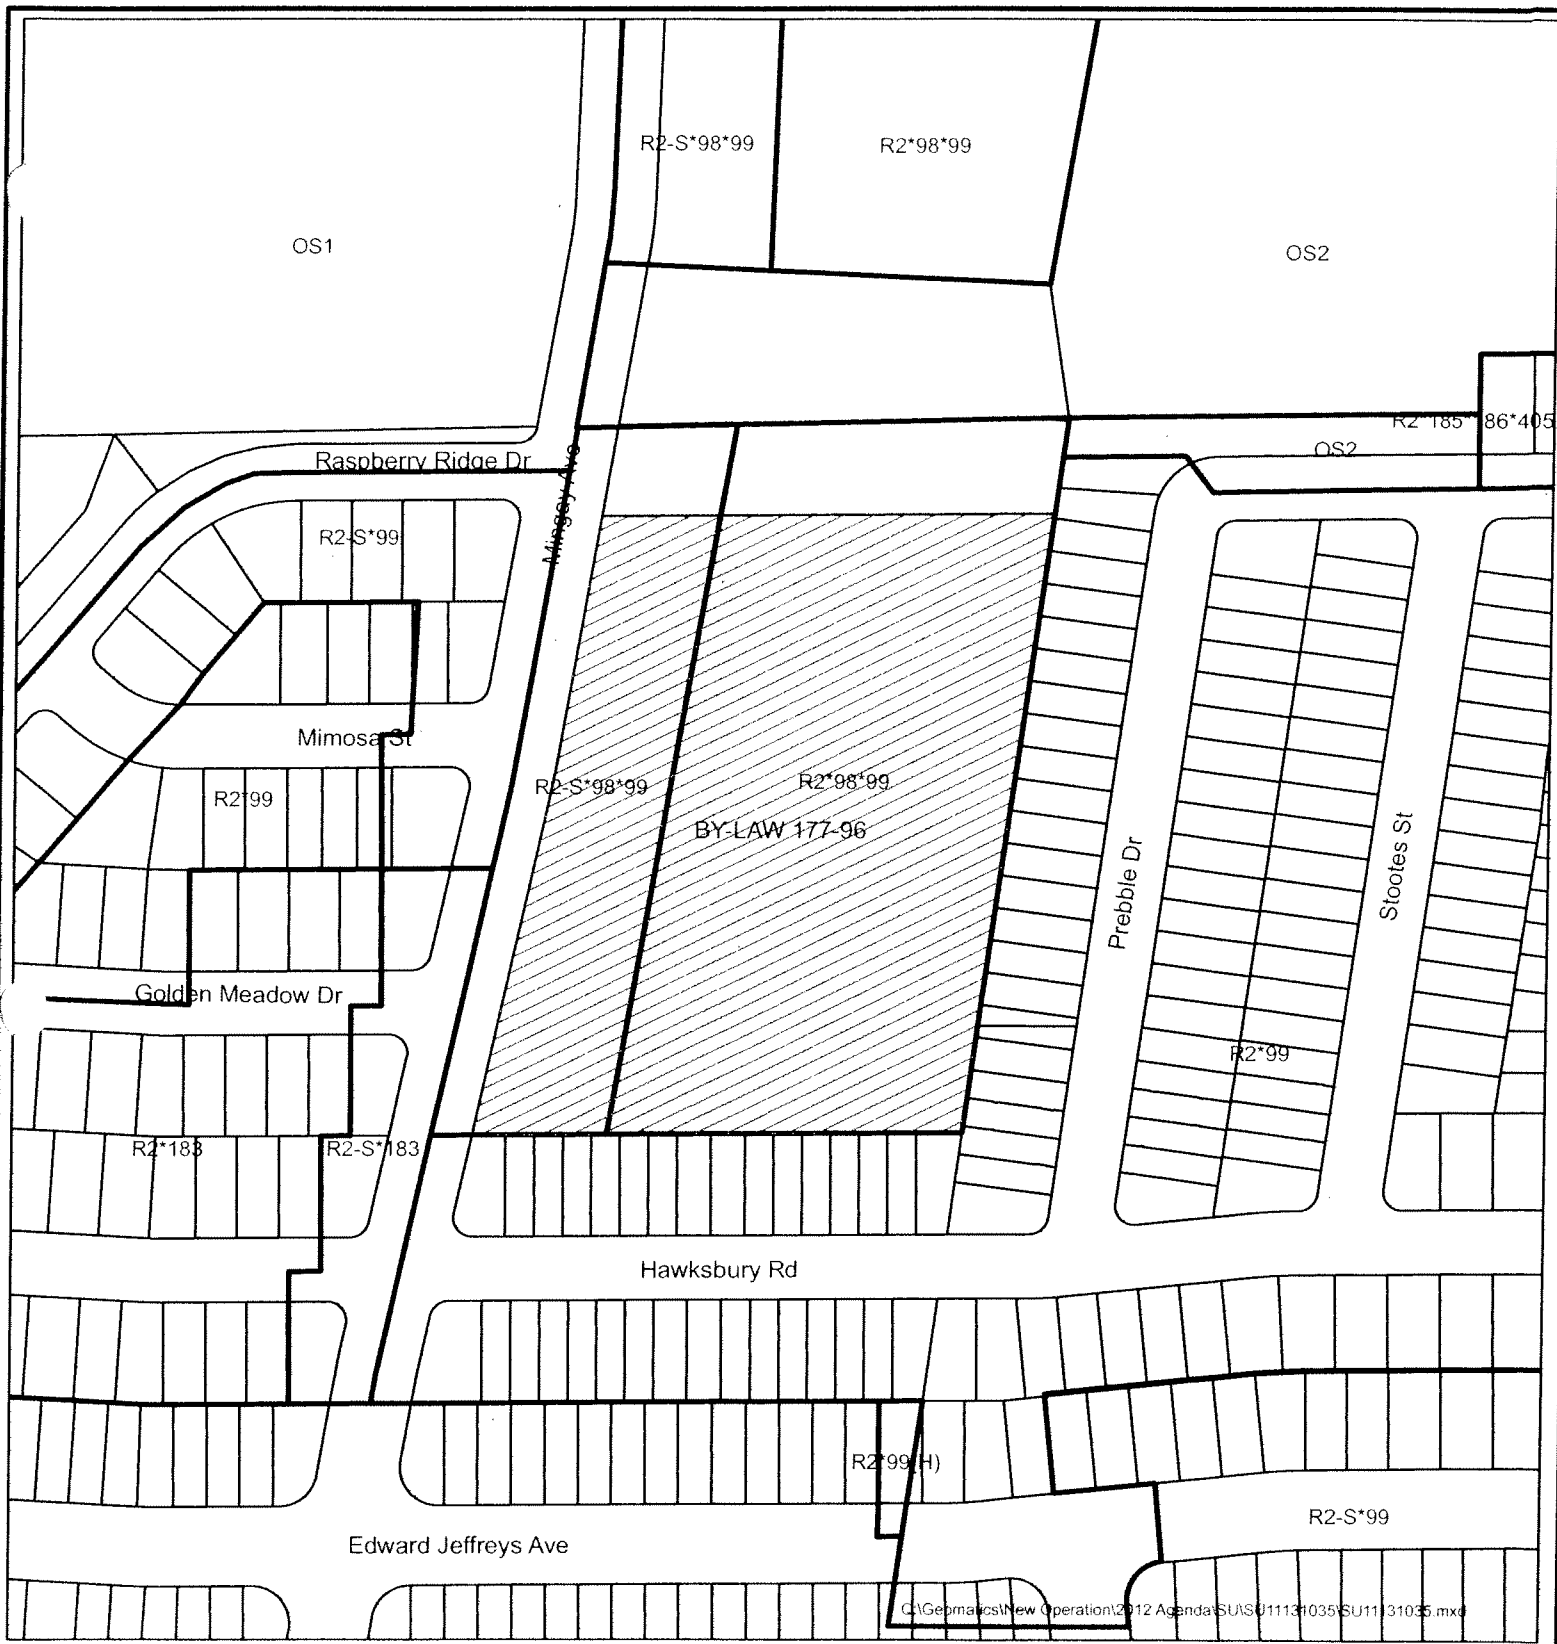 R2-S*98*99
R2*98*99
OS1
OS2
R2*185*186*405
OS2
Raspberry Ridge Dr
Mingay Ave
R2-S*99
Mimosa St
R2-S*98*99
R2*98*99
R2*99
BY-LAW 177-96
Prebble Dr
Stootes St
Golden Meadow Dr
R2*99
R2*183
R2-S*183
Hawksbury Rd
R2*99(H)
R2-S*99
Edward Jeffreys Ave
Q:\Geomatics\New Operation\2012 Agenda\SU\SU11131035\SU11131035.mxd